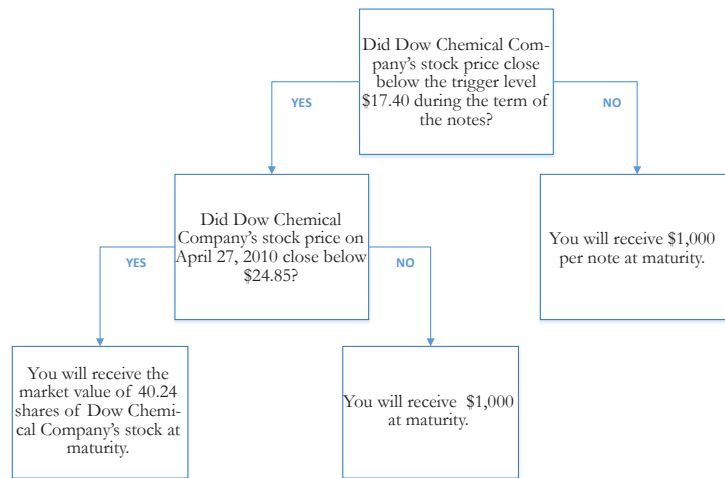 Did Dow Chemical Com-
pany's stock price close
below the trigger level
$17.40 during the term of
the notes?
YES
NO
Did Dow Chemical
Company's stock price on
April 27, 2010 close below
$24.85?
You will receive $1,000
per note at maturity.
YES
NO
You will receive the
market value of 40.24
shares of Dow Chemi-
cal Company's stock at
maturity.
You will receive $1,000
at maturity.